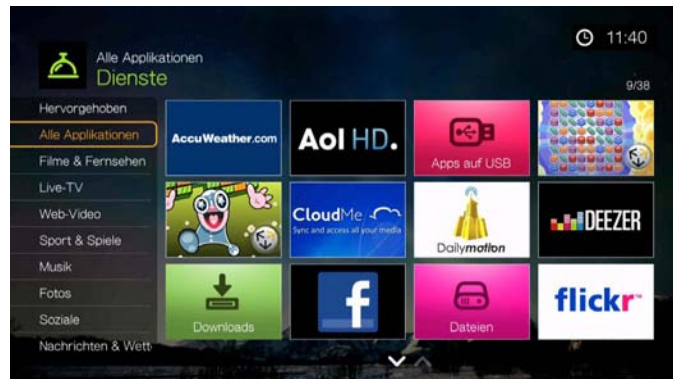 11:40
Alle Applikationen
Dienste
9/38
Hervorgehoben
Alle Applikationen
Filme & Fernsehen
Live-TV
Web-Video
Sport & Spiele
Musik
Fotos
Soziale
Nachrichten & Wett
AccuWeather.com
Aol HD.
Apps auf USB
CloudMe
Sync and access all your media
Dailymotion
DEEZER
Downloads
f
Dateien
flickr